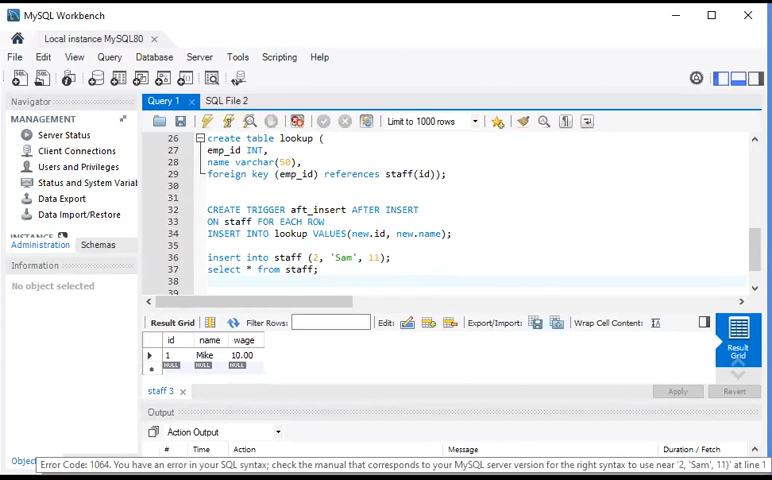 MySQL Workbench
Local instance MySQL80
File Edit View Query Database Server Tools Scripting Help
Navigator
MANAGEMENT
Server Status
Client Connections
Users and Privileges
Status and System Variab
Data Export
Data Import/Restore
INSTANCE
Administration Schemas
Information
No object selected
Query 1 SQL File 2
Limit to 1000 rows
26 create table lookup (
27 emp_id INT,
28 name varchar(50),
29 foreign key (emp_id) references staff(id));
30
31
32 CREATE TRIGGER aft_insert AFTER INSERT
33 ON staff FOR EACH ROW
34 INSERT INTO lookup VALUES(new.id, new.name);
35
36 insert into staff (2, 'Sam', 11);
37 select * from staff;
38
39
Result Grid Filter Rows: Edit: Export/Import: Wrap Cell Content: IA
id name wage
1 Mike 10.00
NULL NULL NULL
Result Grid
staff 3 Apply Revert
Output
Action Output
# Time Action Message Duration / Fetch
Objec
Error Code: 1064. You have an error in your SQL syntax; check the manual that corresponds to your MySQL server version for the right syntax to use near '2, 'Sam', 11)' at line 1